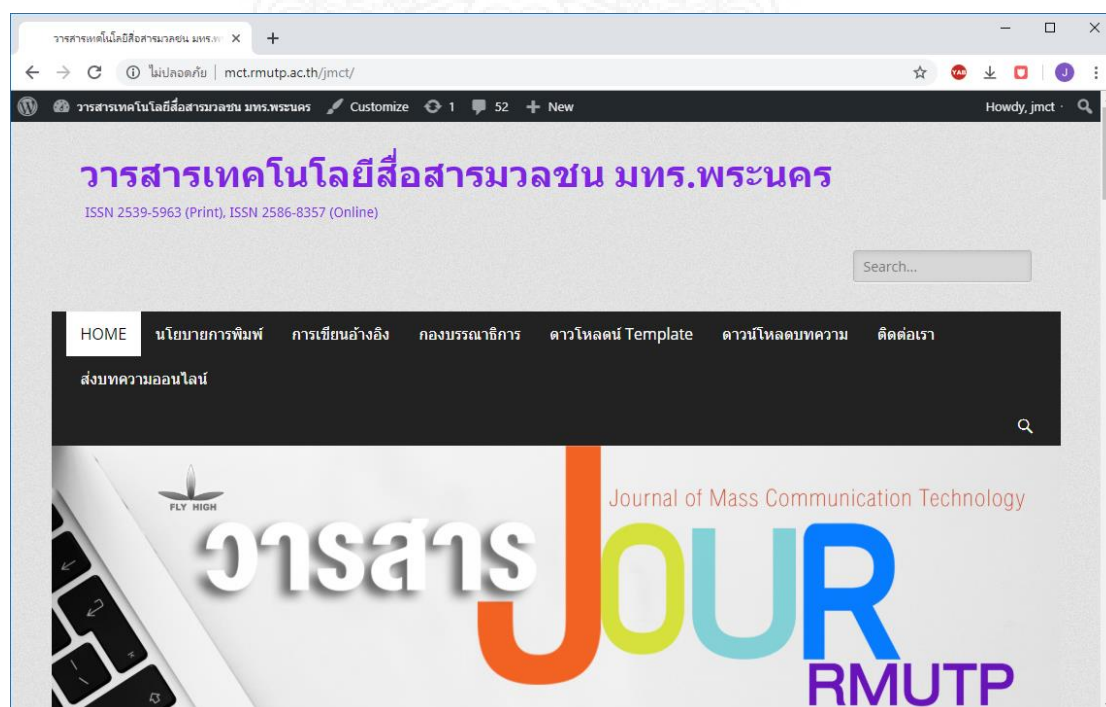 วารสารเทคโนโลยีสื่อสารมวลชน มทร.พ
ไม่ปลอดภัย | mct.rmutp.ac.th/jmct/
วารสารเทคโนโลยีสื่อสารมวลชน มทร.พระนคร Customize 1 52 + New Howdy, jmct
วารสารเทคโนโลยีสื่อสารมวลชน มทร.พระนคร
ISSN 2539-5963 (Print), ISSN 2586-8357 (Online)
Search...
HOME นโยบายการพิมพ์ การเขียนอ้างอิง กองบรรณาธิการ ดาวโหลดน์ Template ดาวน์โหลดบทความ ติดต่อเรา
ส่งบทความออนไลน์
FLY HIGH
Journal of Mass Communication Technology
วารสาร JOUR
RMUTP